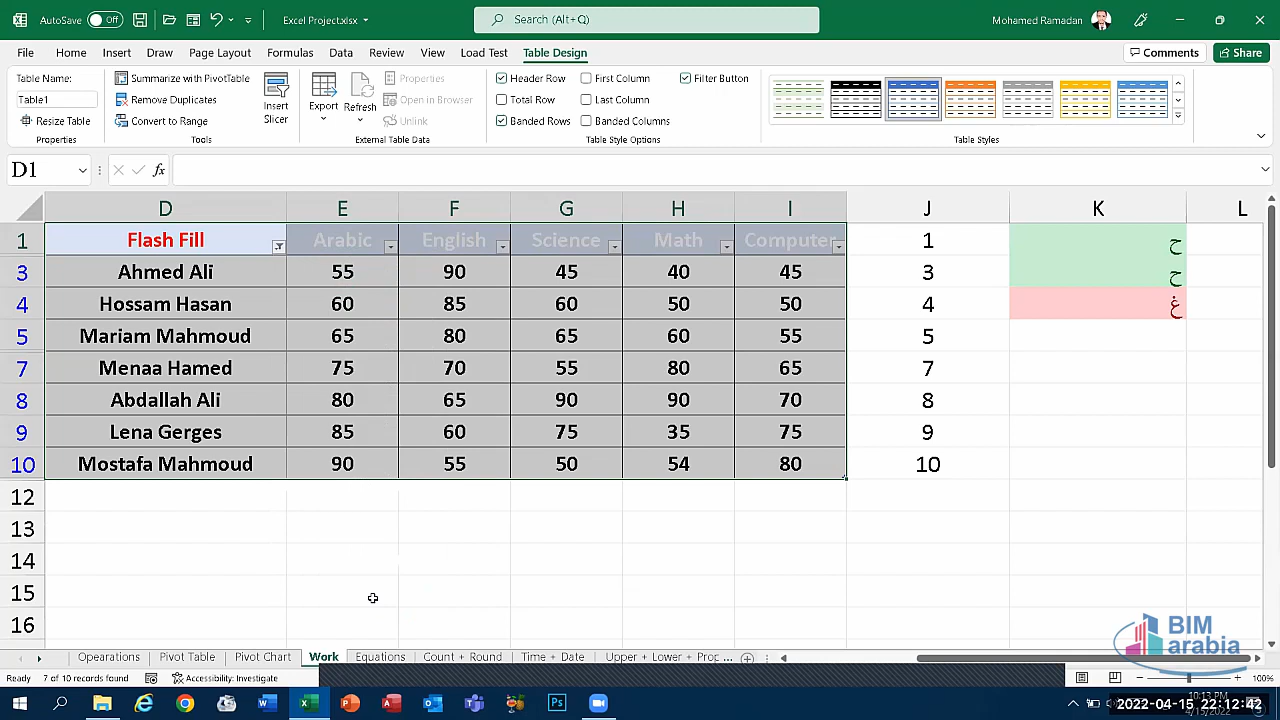 AutoSave Off Excel Project.xlsx Search (Alt+Q) Mohamed Ramadan
File Home Insert Draw Page Layout Formulas Data Review View Load Test Table Design Comments Share
Table Name: Summarize with PivotTable Properties Header Row First Column Filter Button
Table1 Remove Duplicates Open in Browser Total Row Last Column
Resize Table Convert to Range Insert Slicer Export Refresh Unlink Banded Rows Banded Columns
Properties Tools External Table Data Table Style Options Table Styles
D1 fx
D E F G H I J K L
1 Flash Fill Arabic English Science Math Computer 1 ح
3 Ahmed Ali 55 90 45 40 45 3 ح
4 Hossam Hasan 60 85 60 50 50 4 غ
5 Mariam Mahmoud 65 80 65 60 55 5
7 Menaa Hamed 75 70 55 80 65 7
8 Abdallah Ali 80 65 90 90 70 8
9 Lena Gerges 85 60 75 35 75 9
10 Mostafa Mahmoud 90 55 50 54 80 10
12
13
14
15
16
BIM
arabia
Opearions Pivot Table Pivot Chart Work Equations Count + Round Time + Date Upper + Lower + Prop ...
Ready 7 of 10 records found Accessibility: Investigate 100%
10:13 PM
2022-04-15 22:12:42